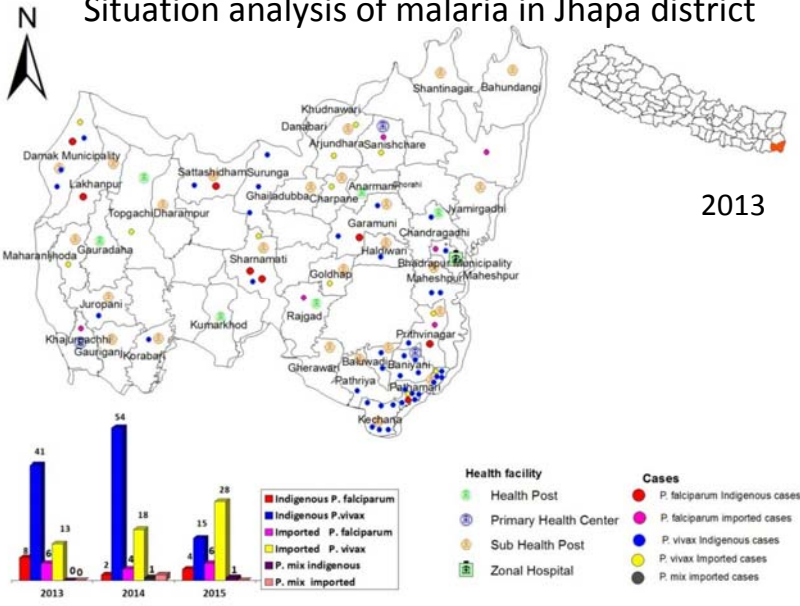 Situation analysis of malaria in Jhapa district
N
2013
Shantinagar
Bahundangi
Khudnawari
Danabari
Arjundhara
Sanishchare
Damak Municipality
Lakhanpur
Sattashidham
Surunga
Ghailadubba
Charpane
Anarmani
Topgachi
Dharampur
Jyamirgadhi
Garamuni
Chandragadhi
Haldiwari
Maharanijhoda
Gauradaha
Sharnamati
Bhadrapur Municipality
Goldhap
Maheshpur
Maheshpur
Juropani
Rajgad
Kumarkhod
Prithvinagar
Khajurgachhi
Gauriganj
Korabari
Gherawari
Baluwadi
Baniyani
Pathriya
Pathamari
Kechana
8 41 6 13 0 0
2 54 4 18 1
4 15 6 28 1
2013 2014 2015
Indigenous P. falciparum
Indigenous P.vivax
Imported P. falciparum
Imported P. vivax
P. mix indigenous
P. mix imported
Health facility
Health Post
Primary Health Center
Sub Health Post
Zonal Hospital
Cases
P. falciparum Indigenous cases
P. falciparum imported cases
P. vivax Indigenous cases
P. vivax Imported cases
P. mix imported cases